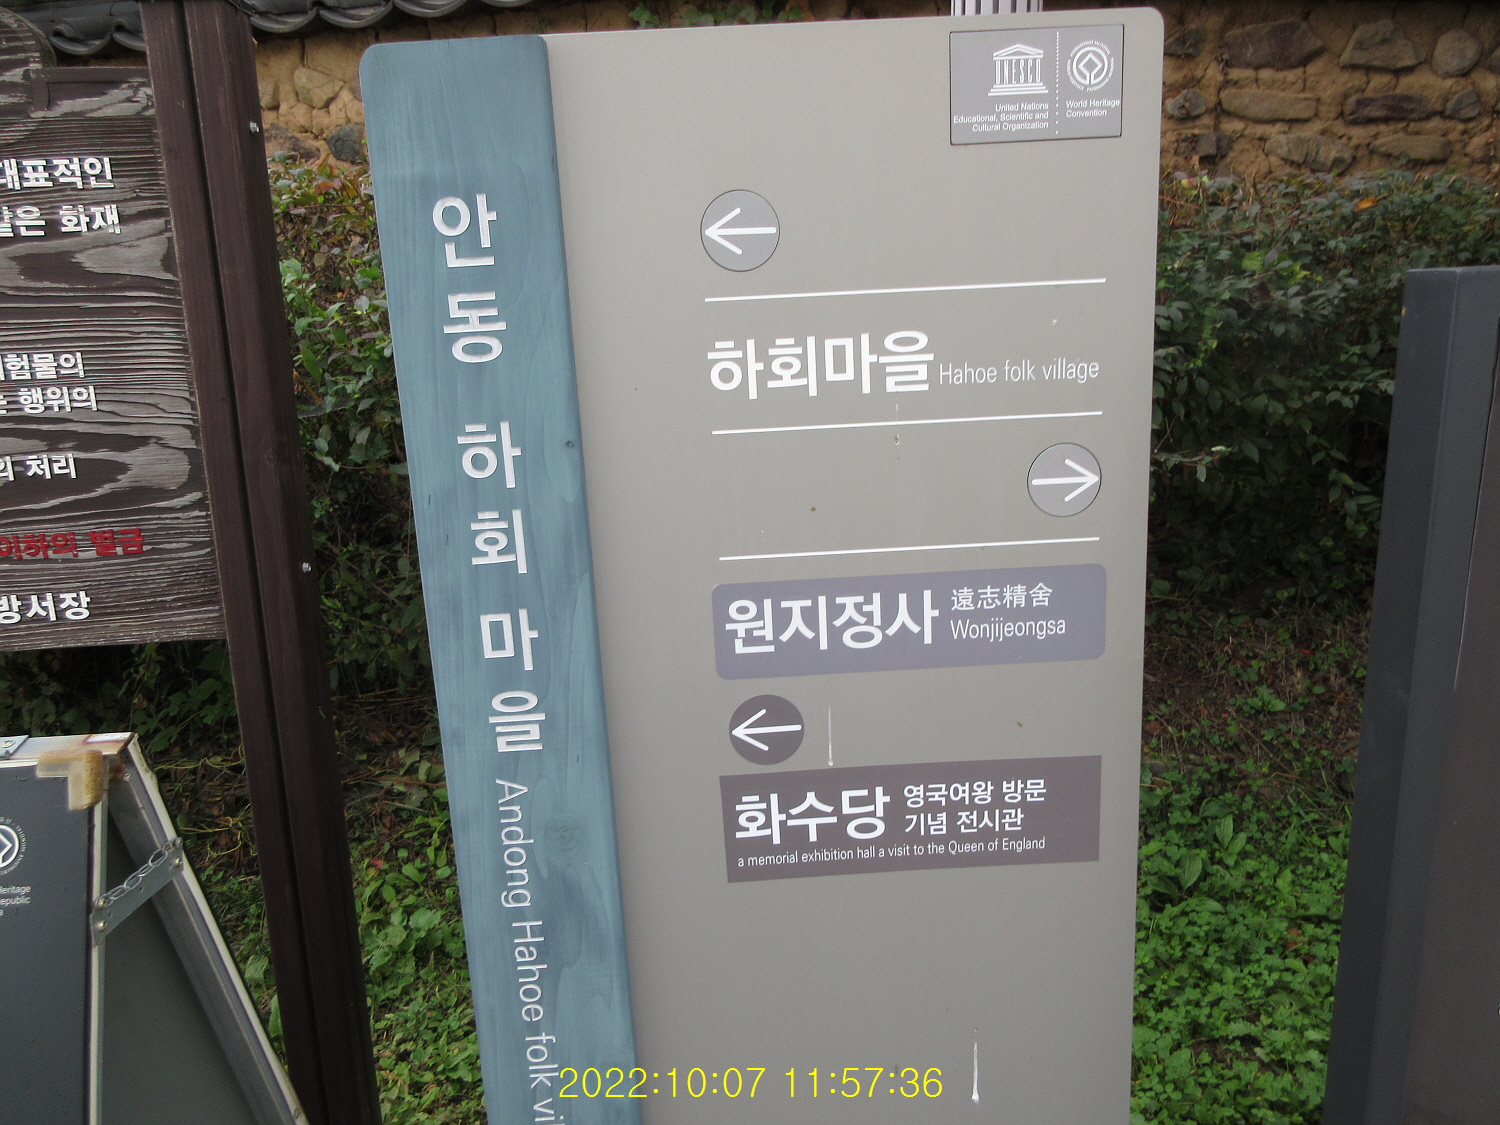 대표적인
같은 화재
험물의
행위의
처리
이하의 벌금
방서장
Heritage
Republic
안동 하회마을 Andong Hahoe folk vi
UNESCO
United Nations
Educational, Scientific and
Cultural Organization
World Heritage
Convention
하회마을 Hahoe folk village
원지정사 遠志精舍
Wonjijeongsa
화수당 영국여왕 방문
기념 전시관
a memorial exhibition hall a visit to the Queen of England
2022:10:07 11:57:36